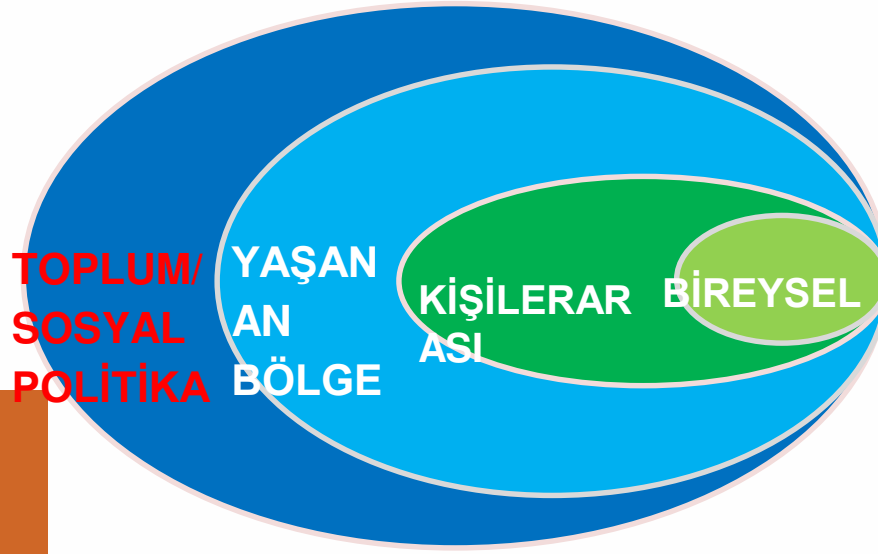 TOPLUM/
SOSYAL
POLİTİKA
YAŞAN
AN
BÖLGE
KİŞİLERAR
ASI
BİREYSEL